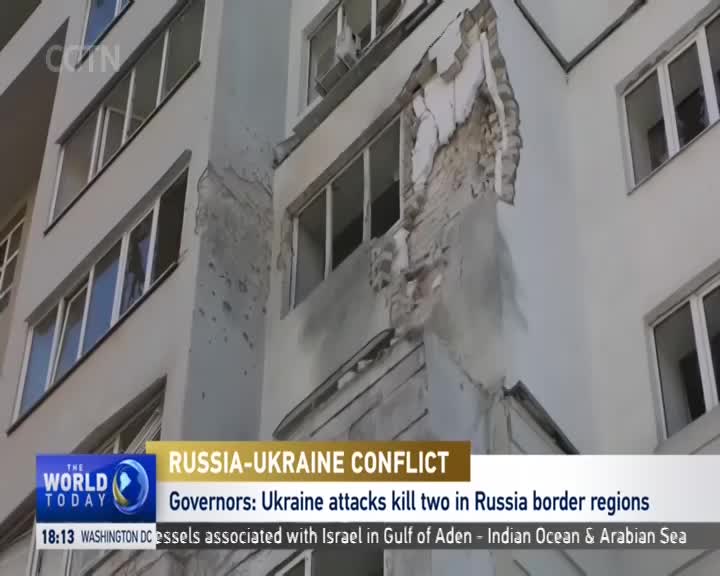 CGTN
RUSSIA-UKRAINE CONFLICT
THE WORLD TODAY
Governors: Ukraine attacks kill two in Russia border regions
18:13 WASHINGTON DC
essels associated with Israel in Gulf of Aden - Indian Ocean & Arabian Sea